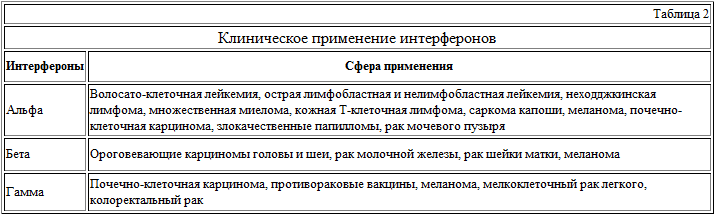 Таблица 2
Клиническое применение интерферонов
Интерфероны Сфера применения
Альфа
Волосато-клеточная лейкемия, острая лимфобластная и нелимфобластная лейкемия, неходджкинская
лимфома, множественная миелома, кожная Т-клеточная лимфома, саркома капоши, меланома, почечно-
клеточная карцинома, злокачественные папилломы, рак мочевого пузыря
Бета
Ороговевающие карциномы головы и шеи, рак молочной железы, рак шейки матки, меланома
Гамма
Почечно-клеточная карцинома, противораковые вакцины, меланома, мелкоклеточный рак легкого,
колоректальный рак